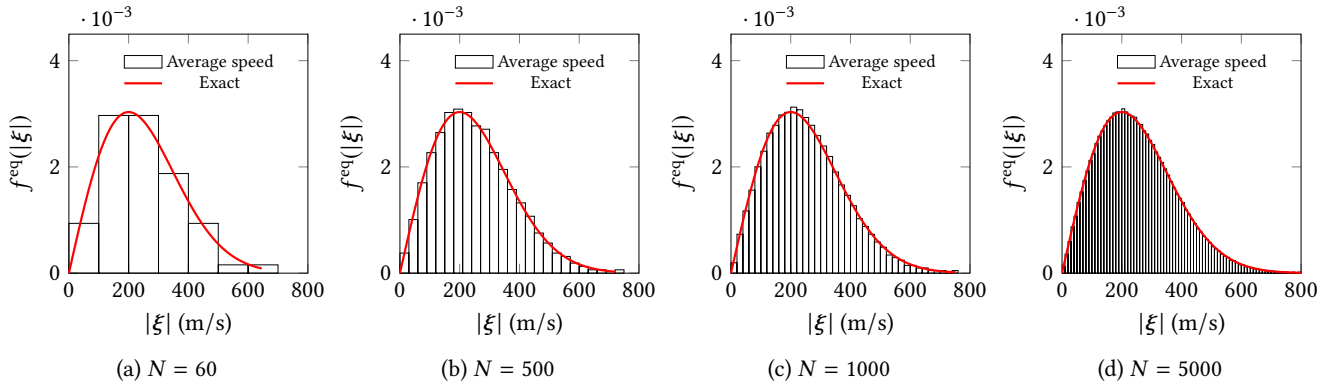 · 10⁻³
4
2
0
0 200 400 600 800
f^eq(|ξ|)
|ξ| (m/s)
Average speed
Exact
(a) N = 60
· 10⁻³
4
2
0
0 200 400 600 800
f^eq(|ξ|)
|ξ| (m/s)
Average speed
Exact
(b) N = 500
· 10⁻³
4
2
0
0 200 400 600 800
f^eq(|ξ|)
|ξ| (m/s)
Average speed
Exact
(c) N = 1000
· 10⁻³
4
2
0
0 200 400 600 800
f^eq(|ξ|)
|ξ| (m/s)
Average speed
Exact
(d) N = 5000